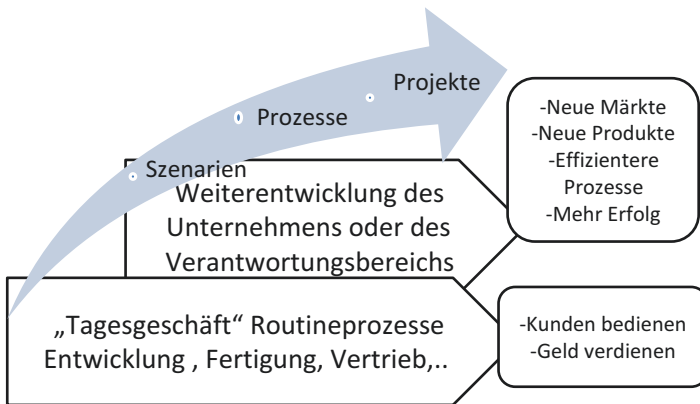 Projekte
Prozesse
Szenarien
Weiterentwicklung des
Unternehmens oder des
Verantwortungsbereichs
-Neue Märkte
-Neue Produkte
-Effizientere
Prozesse
-Mehr Erfolg
„Tagesgeschäft“ Routineprozesse
Entwicklung , Fertigung, Vertrieb,..
-Kunden bedienen
-Geld verdienen